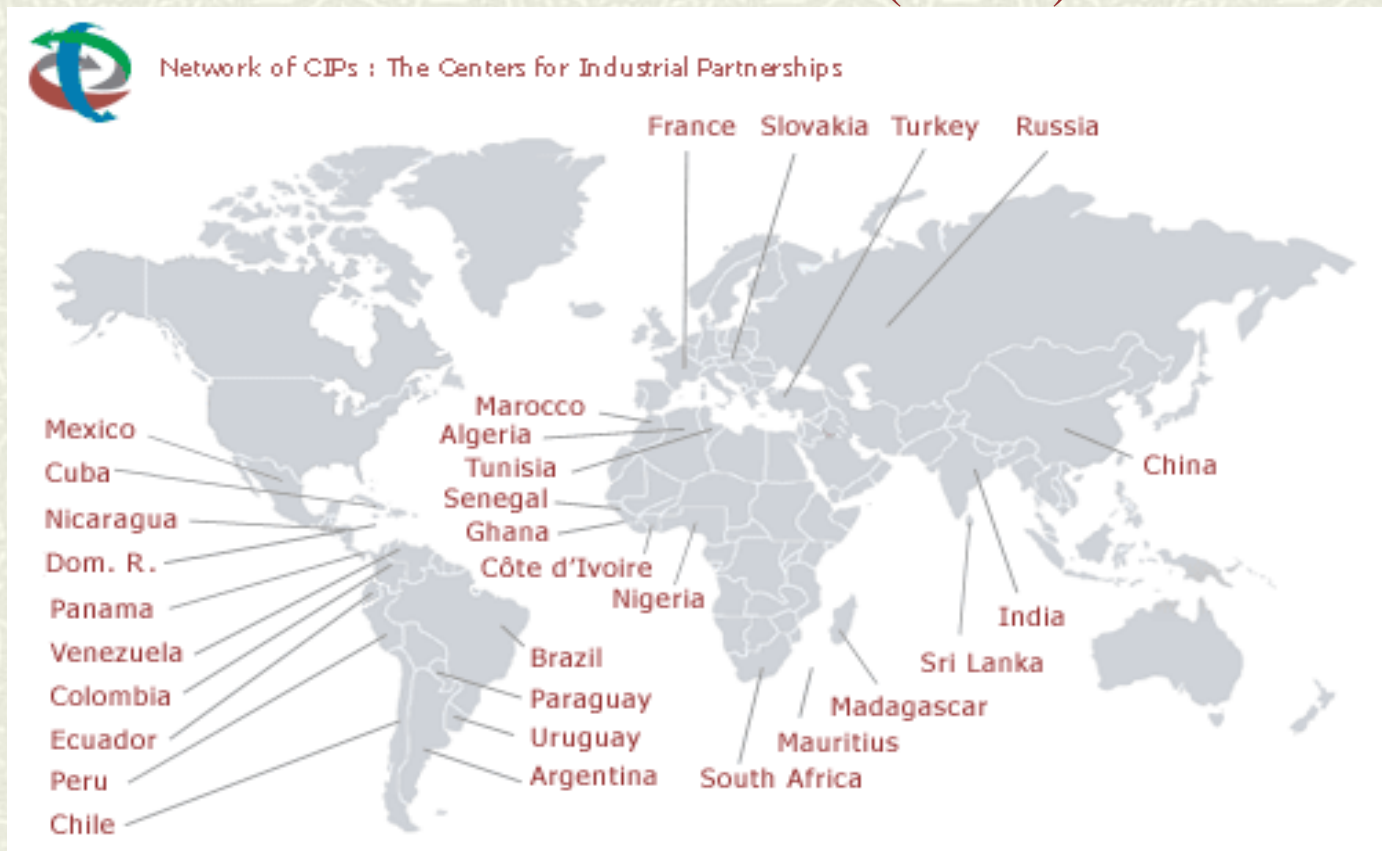 Network of CIPs : The Centers for Industrial Partnerships
France Slovakia Turkey Russia
Marocco
Algeria
Tunisia
Senegal
Ghana
Côte d'Ivoire
Nigeria
Mexico
Cuba
Nicaragua
Dom. R.
Panama
Venezuela
Colombia
Ecuador
Peru
Chile
Brazil
Paraguay
Uruguay
Argentina
China
India
Sri Lanka
Madagascar
Mauritius
South Africa